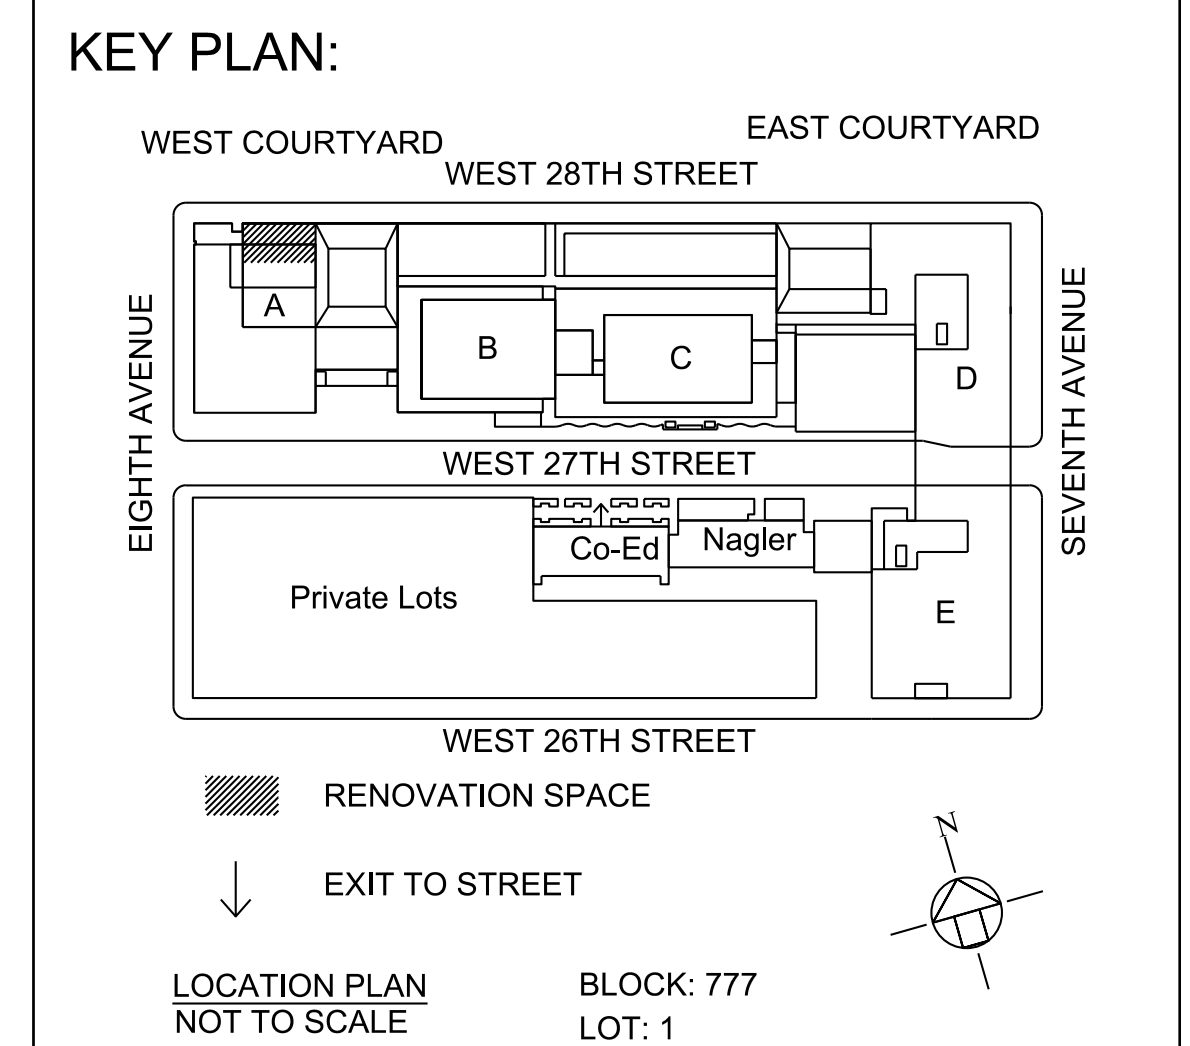 KEY PLAN:
WEST COURTYARD
EAST COURTYARD
WEST 28TH STREET
EIGHTH AVENUE
A
B
C
D
SEVENTH AVENUE
WEST 27TH STREET
Co-Ed
Nagler
Private Lots
E
WEST 26TH STREET
RENOVATION SPACE
N
EXIT TO STREET
LOCATION PLAN
NOT TO SCALE
BLOCK: 777
LOT: 1